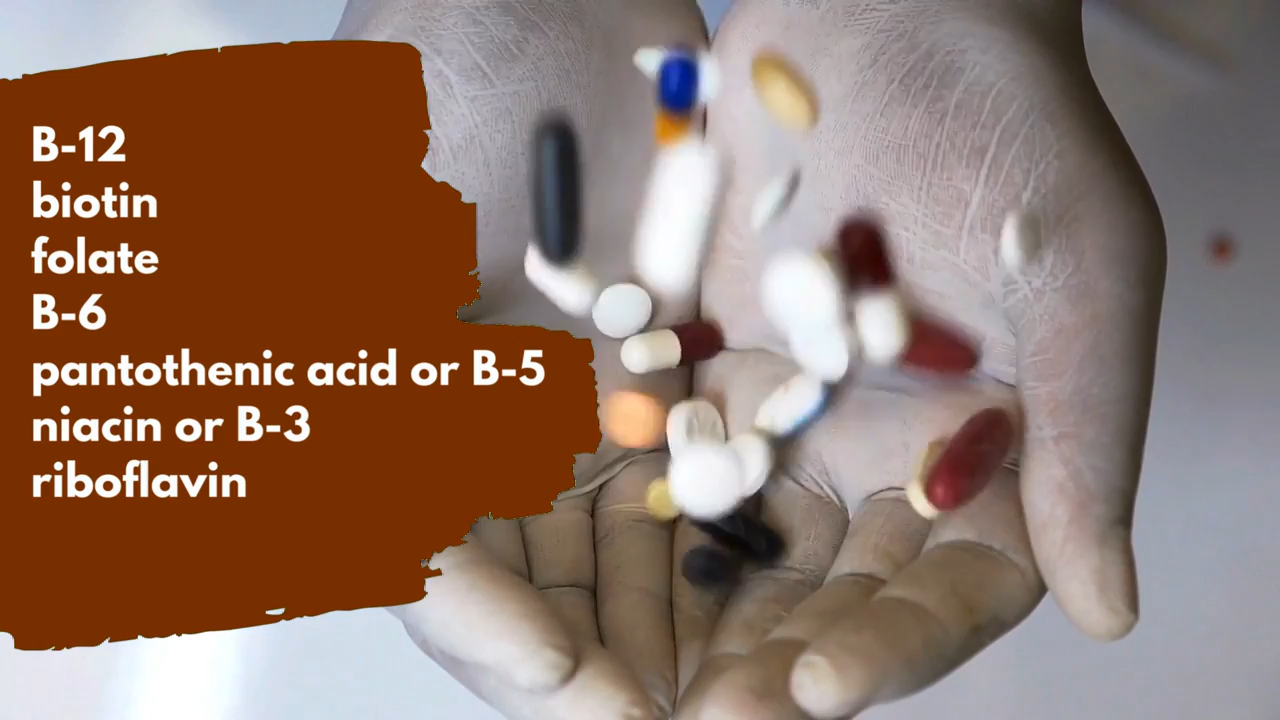 B-12
biotin
folate
B-6
pantothenic acid or B-5
niacin or B-3
riboflavin